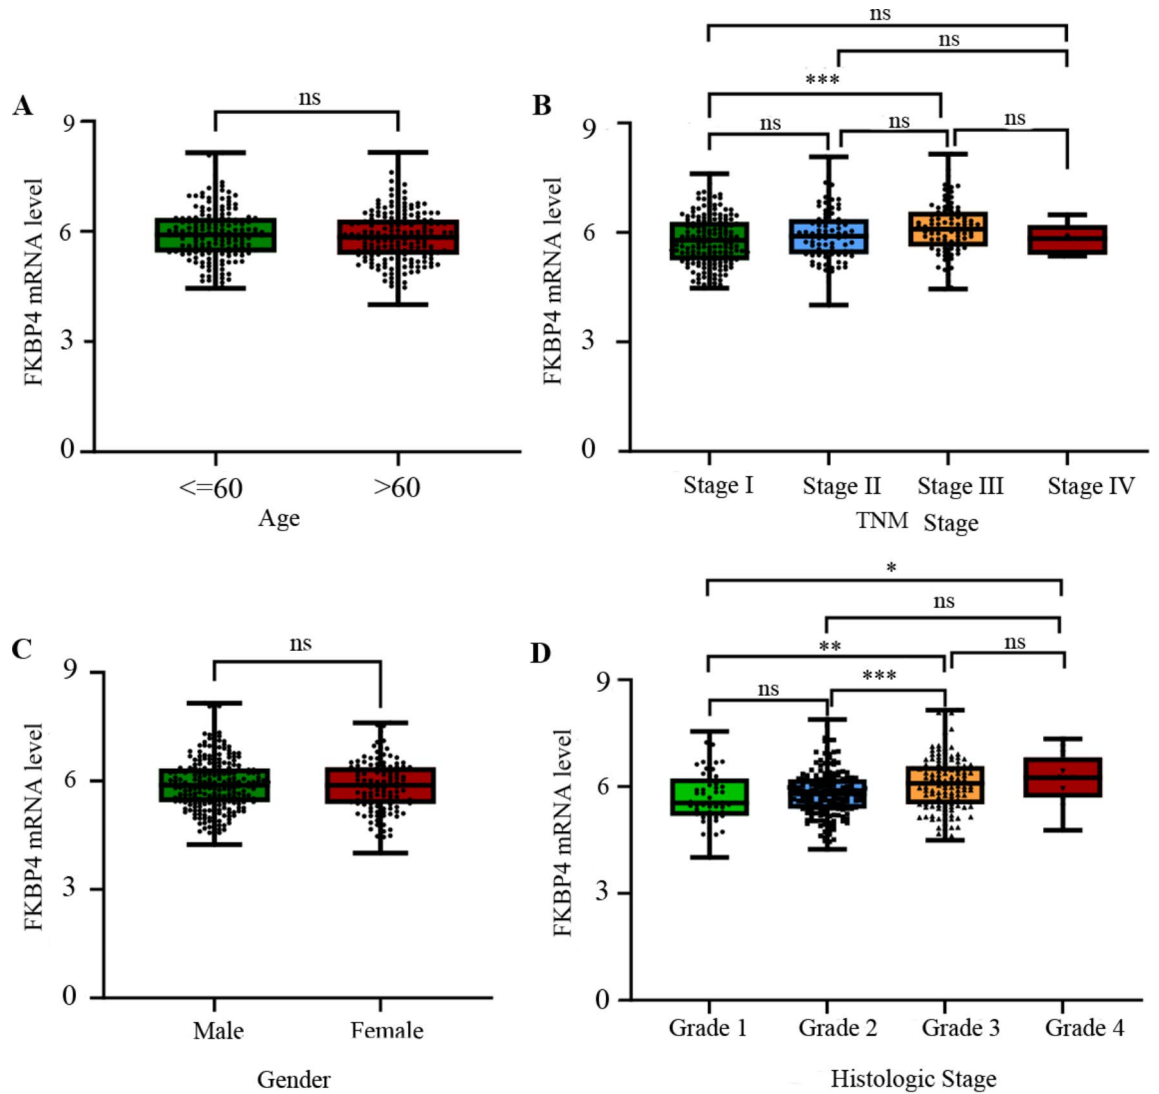 A
ns
FKBP4 mRNA level
9
6
3
0
<=60
>60
Age
B
ns
ns
***
ns
ns
ns
FKBP4 mRNA level
9
6
3
0
Stage I
Stage II
Stage III
Stage IV
TNM Stage
C
ns
FKBP4 mRNA level
9
6
3
0
Male
Female
Gender
D
*
ns
**
ns
***
ns
FKBP4 mRNA level
9
6
3
0
Grade 1
Grade 2
Grade 3
Grade 4
Histologic Stage